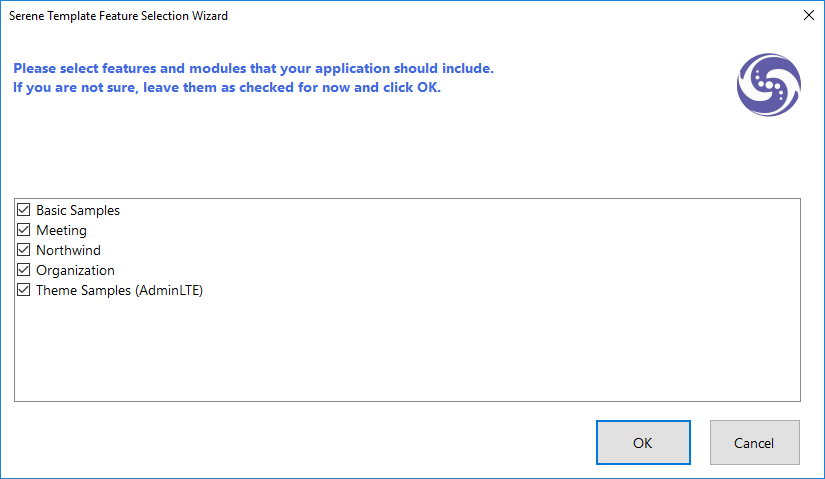 Serene Template Feature Selection Wizard
Please select features and modules that your application should include.
If you are not sure, leave them as checked for now and click OK.
Basic Samples
Meeting
Northwind
Organization
Theme Samples (AdminLTE)
OK
Cancel